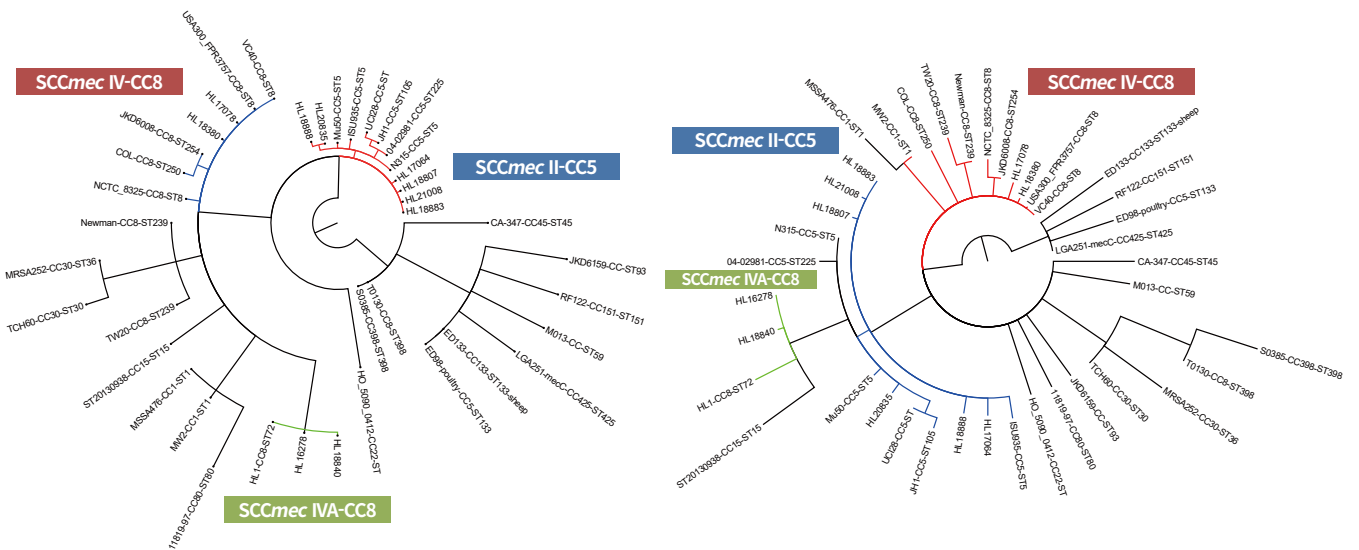 SCCmec IV-CC8
VC40-CC8-ST8
USA300_FPR3757-CC8-ST8
HL17078
HL18380
JKD6008-CC8-ST254
COL-CC8-ST250
NCTC_8325-CC8-ST8
Newman-CC8-ST239
MRSA252-CC30-ST36
TCH60-CC30-ST30
TW20-CC8-ST239
ST20130938-CC15-ST15
MSSA476-CC1-ST1
MW2-CC1-ST1
11819-97-CC80-ST80
HL1-CC8-ST72
HL16278
HL18840
SCCmec IVA-CC8
HL18888
HL20835
Mu50-CC5-ST5
ISU935-CC5-ST5
UCI28-CC5-ST
JH1-CC5-ST105
04-02981-CC5-ST225
N315-CC5-ST5
HL17064
HL18807
HL21008
HL18883
SCCmec II-CC5
CA-347-CC45-ST45
JKD6159-CC-ST93
RF122-CC151-ST151
M013-CC-ST59
LGA251-mecC-CC425-ST425
ED133-CC133-ST133-sheep
ED98-poultry-CC5-ST133
T0130-CC8-ST398
S0385-CC398-ST398
HO_5090_0412-CC22-ST
SCCmec IV-CC8
MSSA476-CC1-ST1
MW2-CC1-ST1
COL-CC8-ST250
TW20-CC8-ST239
Newman-CC8-ST239
NCTC_8325-CC8-ST8
JKD6008-CC8-ST254
HL17078
HL18380
USA300_FPR3757-CC8-ST8
VC40-CC8-ST8
ED133-CC133-ST133-sheep
RF122-CC151-ST151
ED98-poultry-CC5-ST133
LGA251-mecC-CC425-ST425
CA-347-CC45-ST45
M013-CC-ST59
S0385-CC398-ST398
T0130-CC8-ST398
TCH60-CC30-ST30
MRSA252-CC30-ST36
JKD6159-CC-ST93
11819-97-CC80-ST80
HO_5090_0412-CC22-ST
ISU935-CC5-ST5
HL17064
HL18888
JH1-CC5-ST105
UCI28-CC5-ST
HL20835
Mu50-CC5-ST5
SCCmec II-CC5
HL18883
HL21008
HL18807
N315-CC5-ST5
04-02981-CC5-ST225
SCCmec IVA-CC8
HL16278
HL18840
HL1-CC8-ST72
ST20130938-CC15-ST15